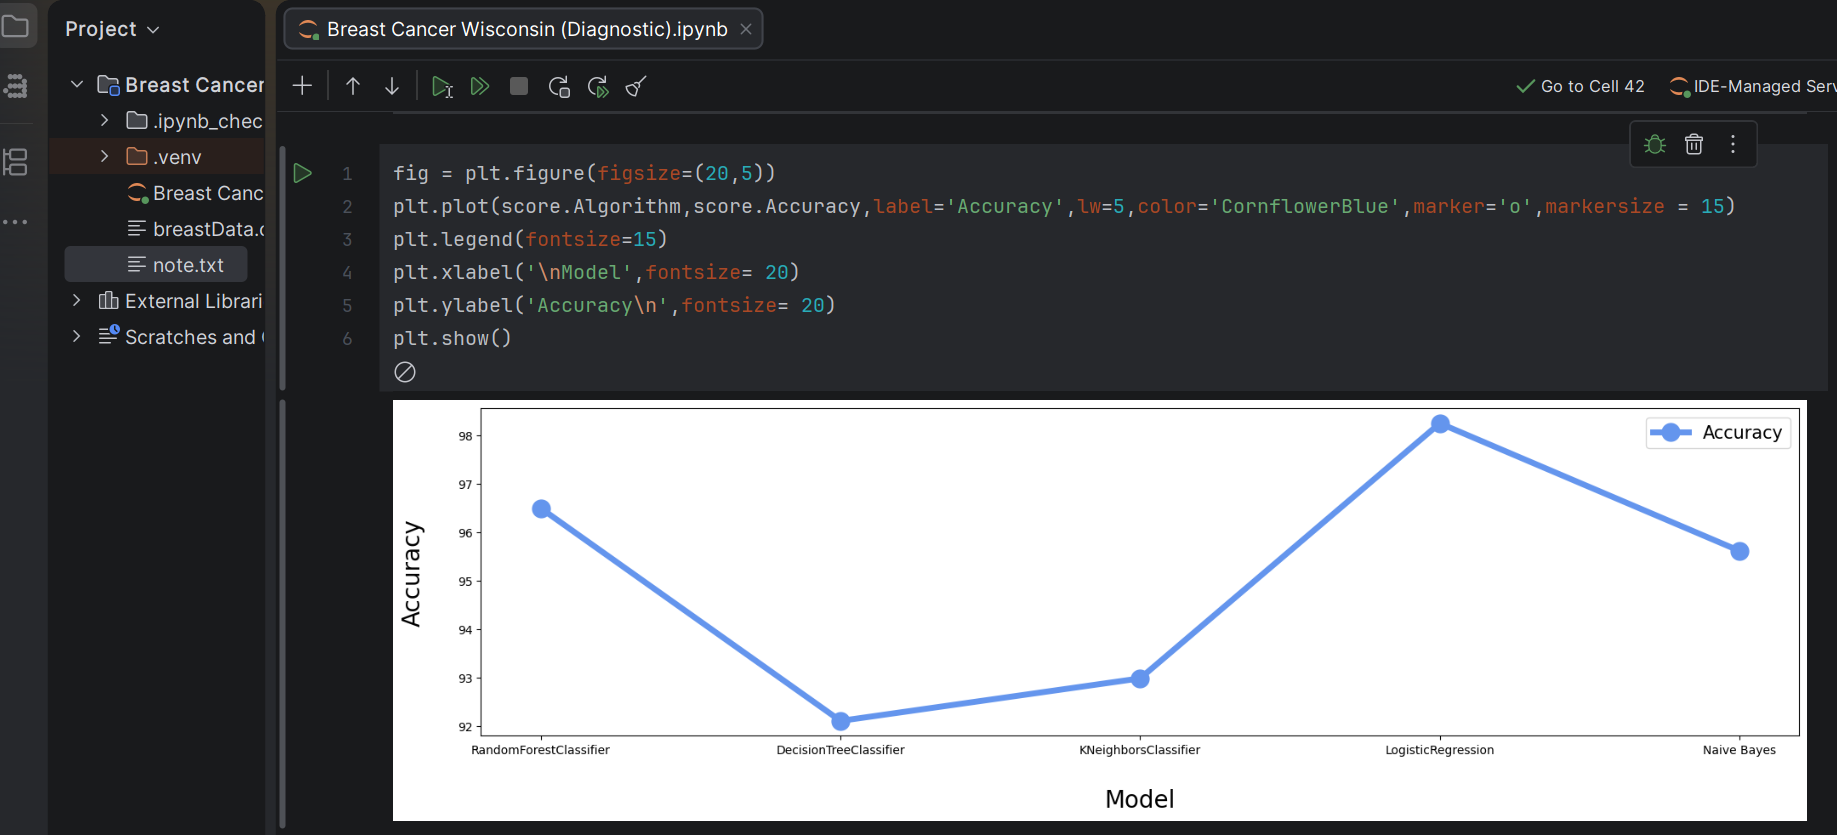 Project
Breast Cancer Wisconsin (Diagnostic).ipynb
Go to Cell 42
IDE-Managed Serv
Breast Cancer
.ipynb_chec
.venv
Breast Canc
breastData.c
note.txt
External Librari
Scratches and
1 fig = plt.figure(figsize=(20,5))
2 plt.plot(score.Algorithm,score.Accuracy,label='Accuracy',lw=5,color='CornflowerBlue',marker='o',markersize = 15)
3 plt.legend(fontsize=15)
4 plt.xlabel('\nModel',fontsize= 20)
5 plt.ylabel('Accuracy\n',fontsize= 20)
6 plt.show()
Accuracy
98
97
96
95
94
93
92
Accuracy
RandomForestClassifier DecisionTreeClassifier KNeighborsClassifier LogisticRegression Naive Bayes
Model